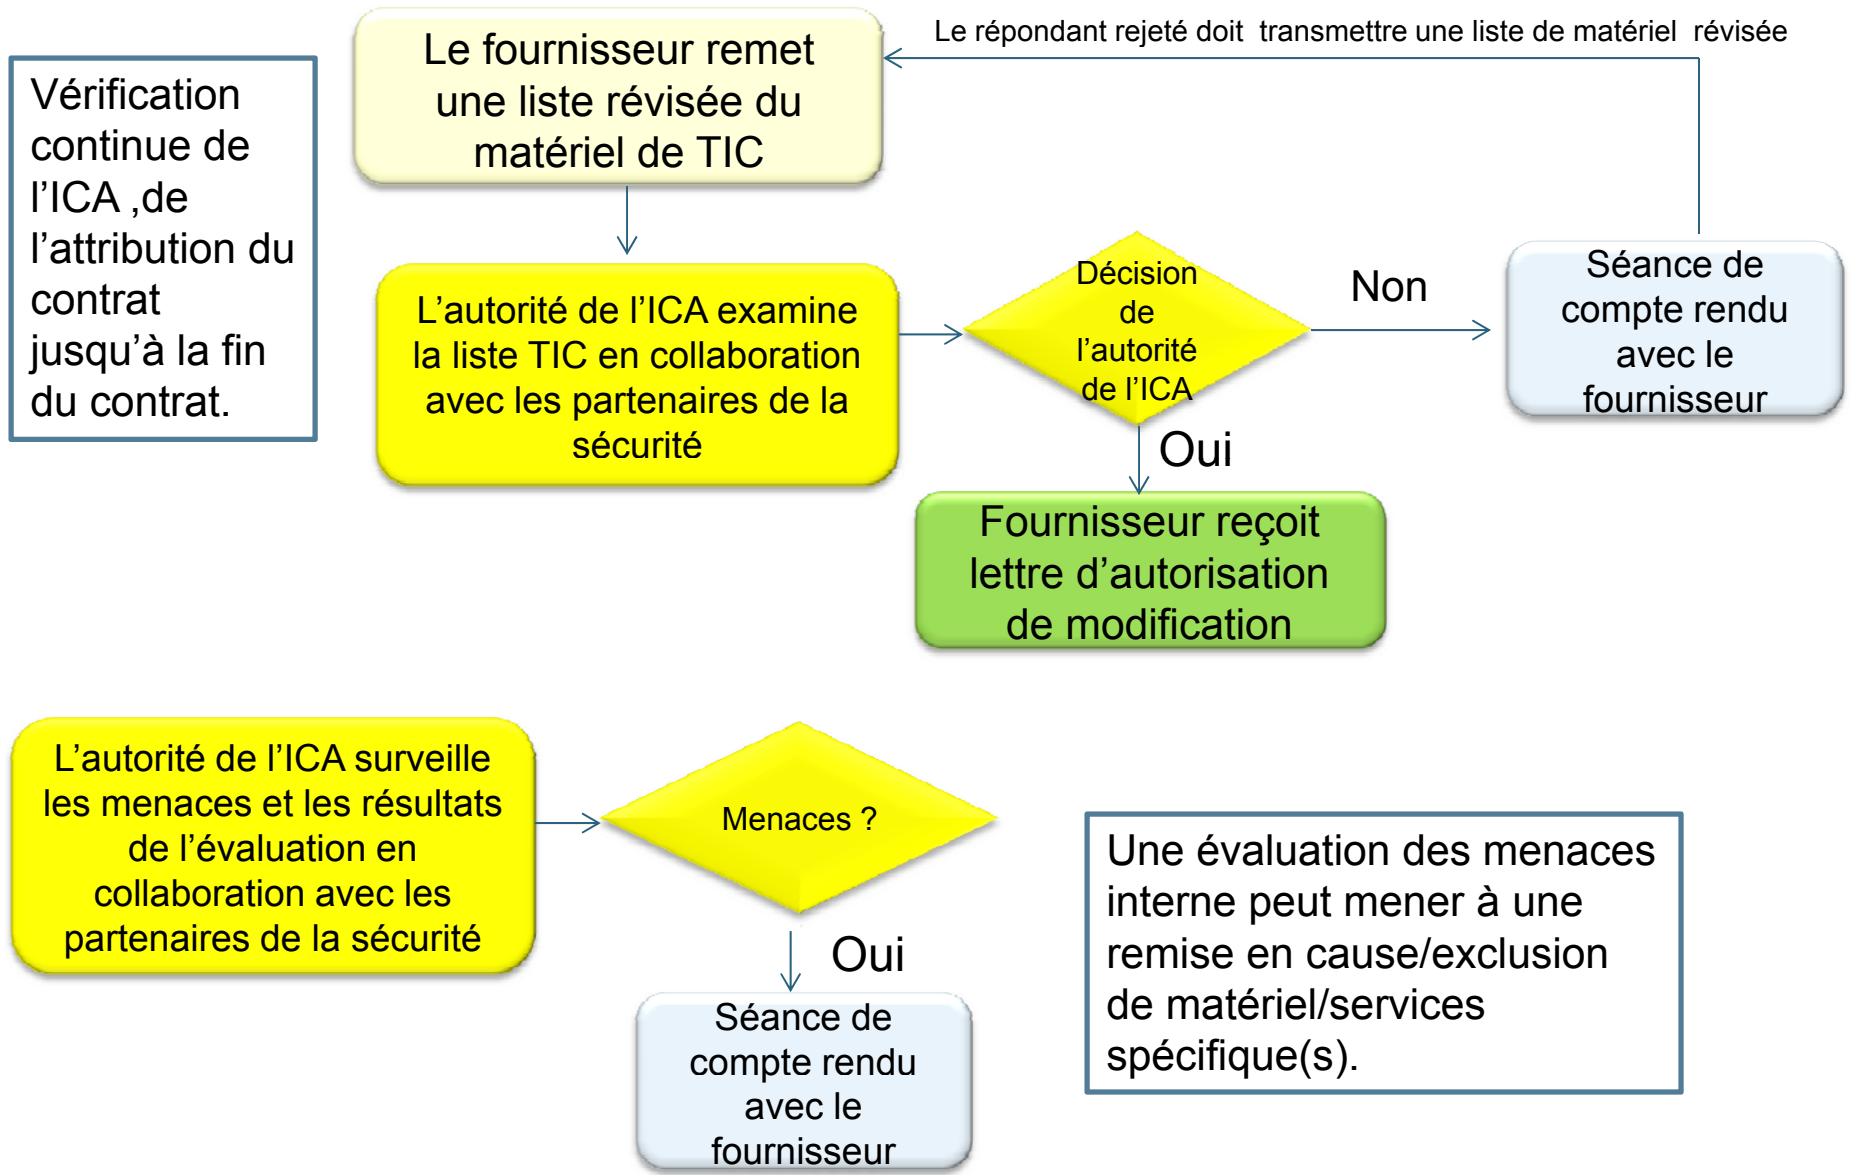 Le répondant rejeté doit transmettre une liste de matériel révisée
Le fournisseur remet
une liste révisée du
matériel de TIC
Vérification
continue de
l’ICA ,de
l’attribution du
contrat
jusqu’à la fin
du contrat.
L’autorité de l’ICA examine
la liste TIC en collaboration
avec les partenaires de la
sécurité
Décision
de
l’autorité
de l’ICA
Non
Séance de
compte rendu
avec le
fournisseur
Oui
Fournisseur reçoit
lettre d’autorisation
de modification
L’autorité de l’ICA surveille
les menaces et les résultats
de l’évaluation en
collaboration avec les
partenaires de la sécurité
Menaces ?
Oui
Séance de
compte rendu
avec le
fournisseur
Une évaluation des menaces
interne peut mener à une
remise en cause/exclusion
de matériel/services
spécifique(s).